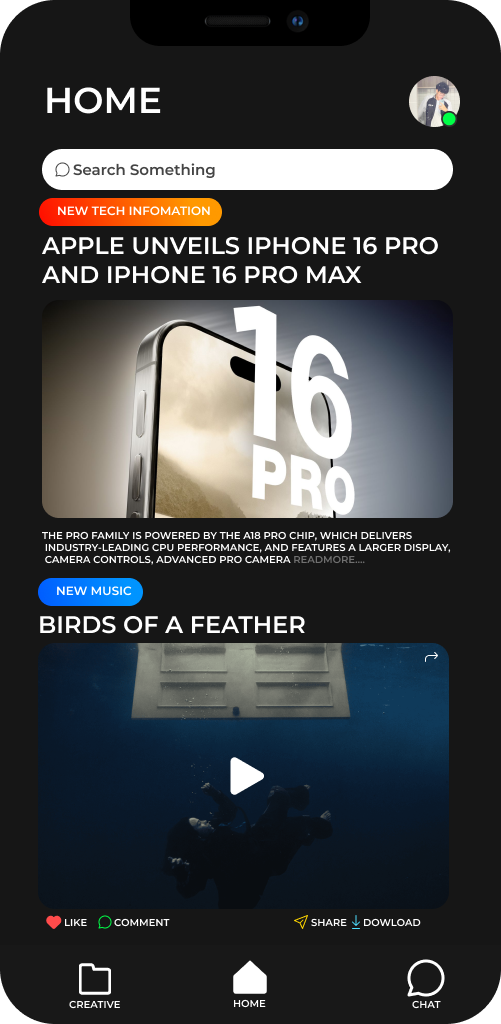 HOME
Search Something
NEW TECH INFOMATION
APPLE UNVEILS IPHONE 16 PRO
AND IPHONE 16 PRO MAX
16
PRO
THE PRO FAMILY IS POWERED BY THE A18 PRO CHIP, WHICH DELIVERS
INDUSTRY-LEADING CPU PERFORMANCE, AND FEATURES A LARGER DISPLAY,
CAMERA CONTROLS, ADVANCED PRO CAMERA READMORE....
NEW MUSIC
BIRDS OF A FEATHER
LIKE COMMENT SHARE DOWLOAD
CREATIVE HOME CHAT